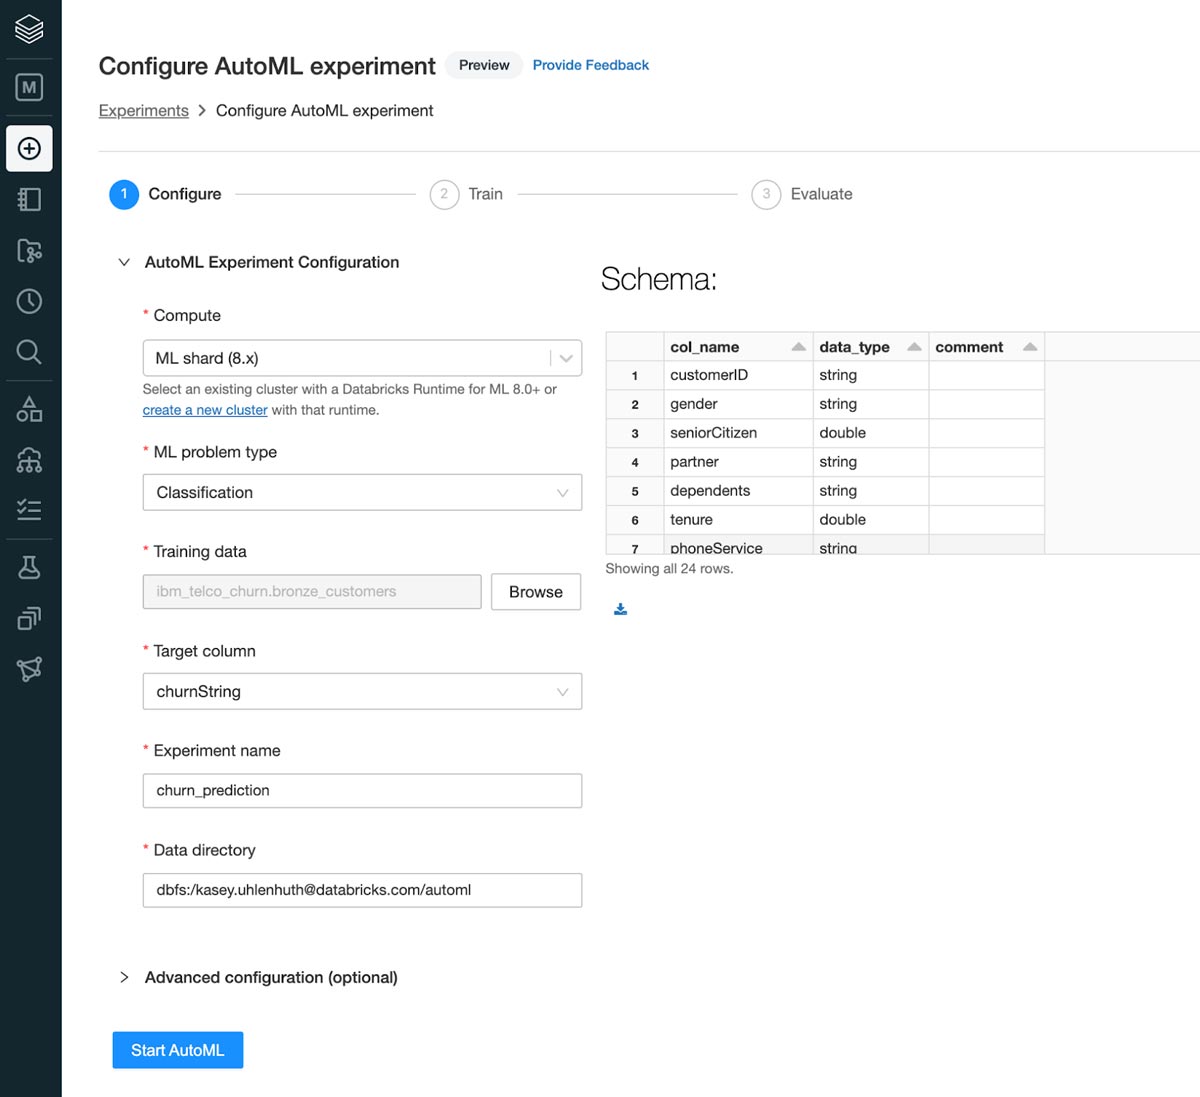 Configure AutoML experiment Preview Provide Feedback
M
Experiments > Configure AutoML experiment
1 Configure 2 Train 3 Evaluate
AutoML Experiment Configuration
* Compute
ML shard (8.x)
Select an existing cluster with a Databricks Runtime for ML 8.0+ or
create a new cluster with that runtime.
* ML problem type
Classification
* Training data
ibm_telco_churn.bronze_customers Browse
* Target column
churnString
* Experiment name
churn_prediction
* Data directory
dbfs:/kasey.uhlenhuth@databricks.com/automl
Advanced configuration (optional)
Start AutoML
Schema:
col_name data_type comment
1 customerID string
2 gender string
3 seniorCitizen double
4 partner string
5 dependents string
6 tenure double
7 phoneService string
Showing all 24 rows.